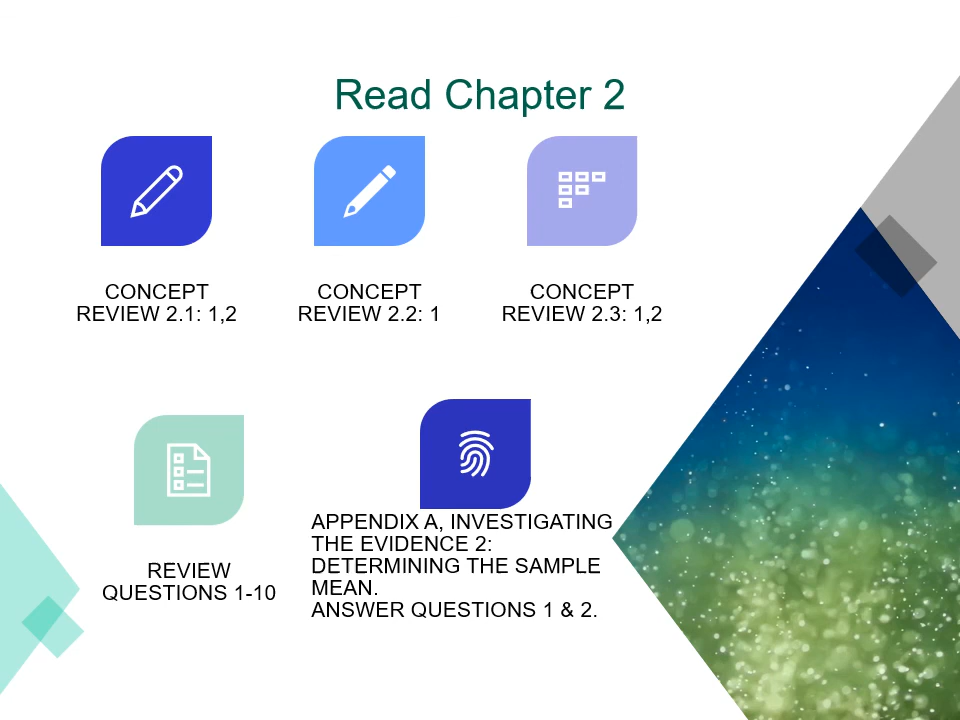 Read Chapter 2
CONCEPT
REVIEW 2.1: 1,2
CONCEPT
REVIEW 2.2: 1
CONCEPT
REVIEW 2.3: 1,2
REVIEW
QUESTIONS 1-10
APPENDIX A, INVESTIGATING
THE EVIDENCE 2:
DETERMINING THE SAMPLE
MEAN.
ANSWER QUESTIONS 1 & 2.